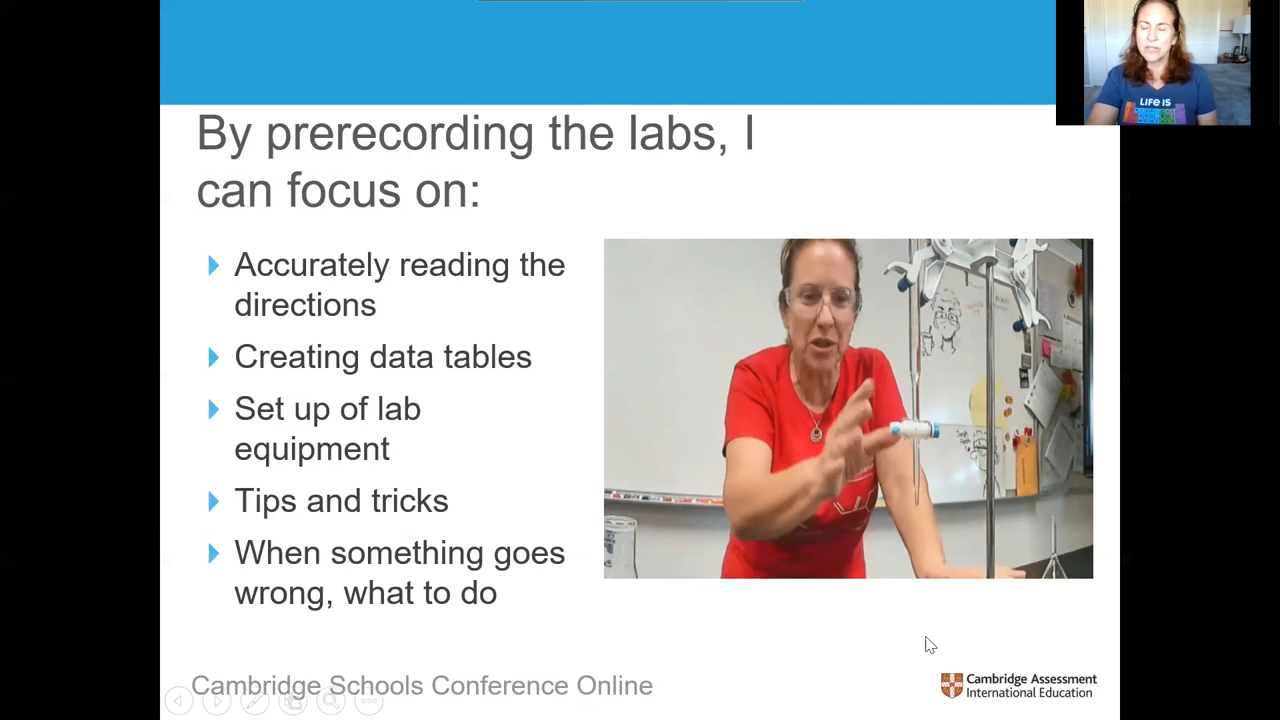 LIFE IS
By prerecording the labs, I
can focus on:
Accurately reading the
directions
Creating data tables
Set up of lab
equipment
Tips and tricks
When something goes
wrong, what to do
Cambridge Schools Conference Online
Cambridge Assessment
International Education